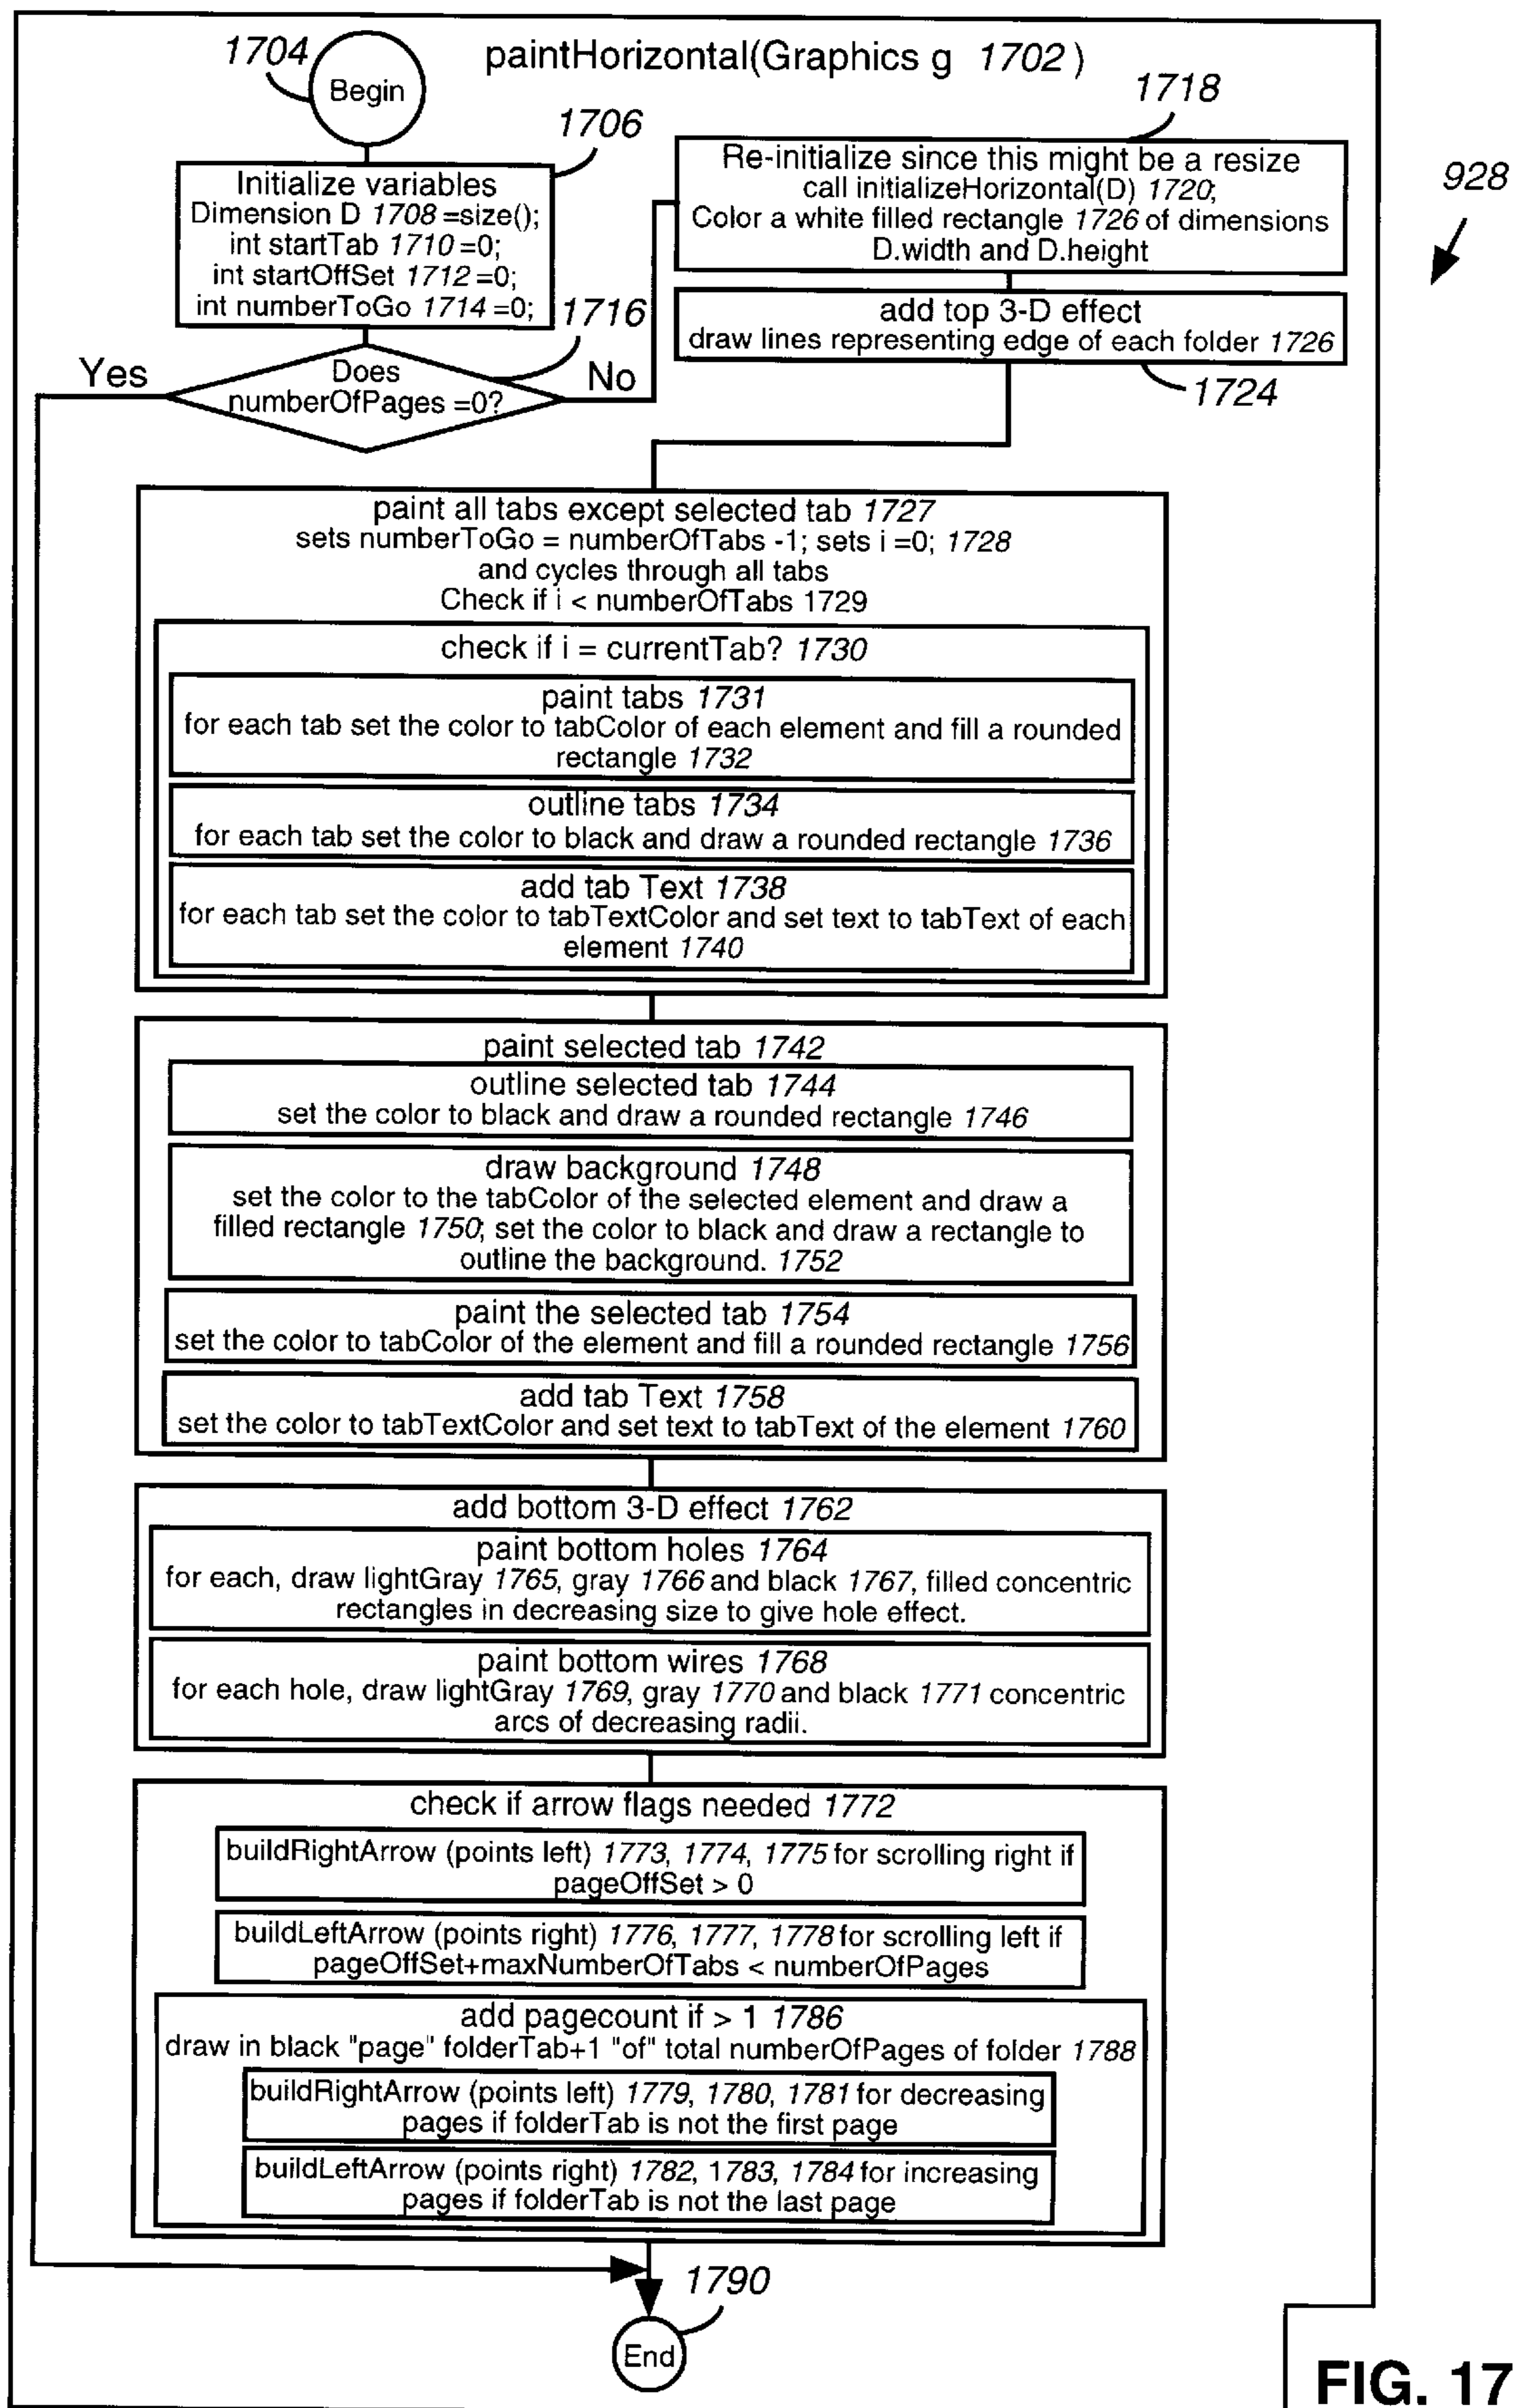 1704
Begin
paintHorizontal(Graphics g 1702 )
1718
1706
Initialize variables
Dimension D 1708 =size();
int startTab 1710 =0;
int startOffSet 1712 =0;
int numberToGo 1714 =0;
Re-initialize since this might be a resize
call initializeHorizontal(D) 1720;
Color a white filled rectangle 1726 of dimensions
D.width and D.height
928
1716
add top 3-D effect
draw lines representing edge of each folder 1726
1724
Yes
Does
numberOfPages =0?
No
paint all tabs except selected tab 1727
sets numberToGo = numberOfTabs -1; sets i =0; 1728
and cycles through all tabs
Check if i < numberOfTabs 1729
check if i = currentTab? 1730
paint tabs 1731
for each tab set the color to tabColor of each element and fill a rounded
rectangle 1732
outline tabs 1734
for each tab set the color to black and draw a rounded rectangle 1736
add tab Text 1738
for each tab set the color to tabTextColor and set text to tabText of each
element 1740
paint selected tab 1742
outline selected tab 1744
set the color to black and draw a rounded rectangle 1746
draw background 1748
set the color to the tabColor of the selected element and draw a
filled rectangle 1750; set the color to black and draw a rectangle to
outline the background. 1752
paint the selected tab 1754
set the color to tabColor of the element and fill a rounded rectangle 1756
add tab Text 1758
set the color to tabTextColor and set text to tabText of the element 1760
add bottom 3-D effect 1762
paint bottom holes 1764
for each, draw lightGray 1765, gray 1766 and black 1767, filled concentric
rectangles in decreasing size to give hole effect.
paint bottom wires 1768
for each hole, draw lightGray 1769, gray 1770 and black 1771 concentric
arcs of decreasing radii.
check if arrow flags needed 1772
buildRightArrow (points left) 1773, 1774, 1775 for scrolling right if
pageOffSet > 0
buildLeftArrow (points right) 1776, 1777, 1778 for scrolling left if
pageOffSet+maxNumberOfTabs < numberOfPages
add pagecount if > 1 1786
draw in black "page" folderTab+1 "of" total numberOfPages of folder 1788
buildRightArrow (points left) 1779, 1780, 1781 for decreasing
pages if folderTab is not the first page
buildLeftArrow (points right) 1782, 1783, 1784 for increasing
pages if folderTab is not the last page
1790
End
FIG. 17